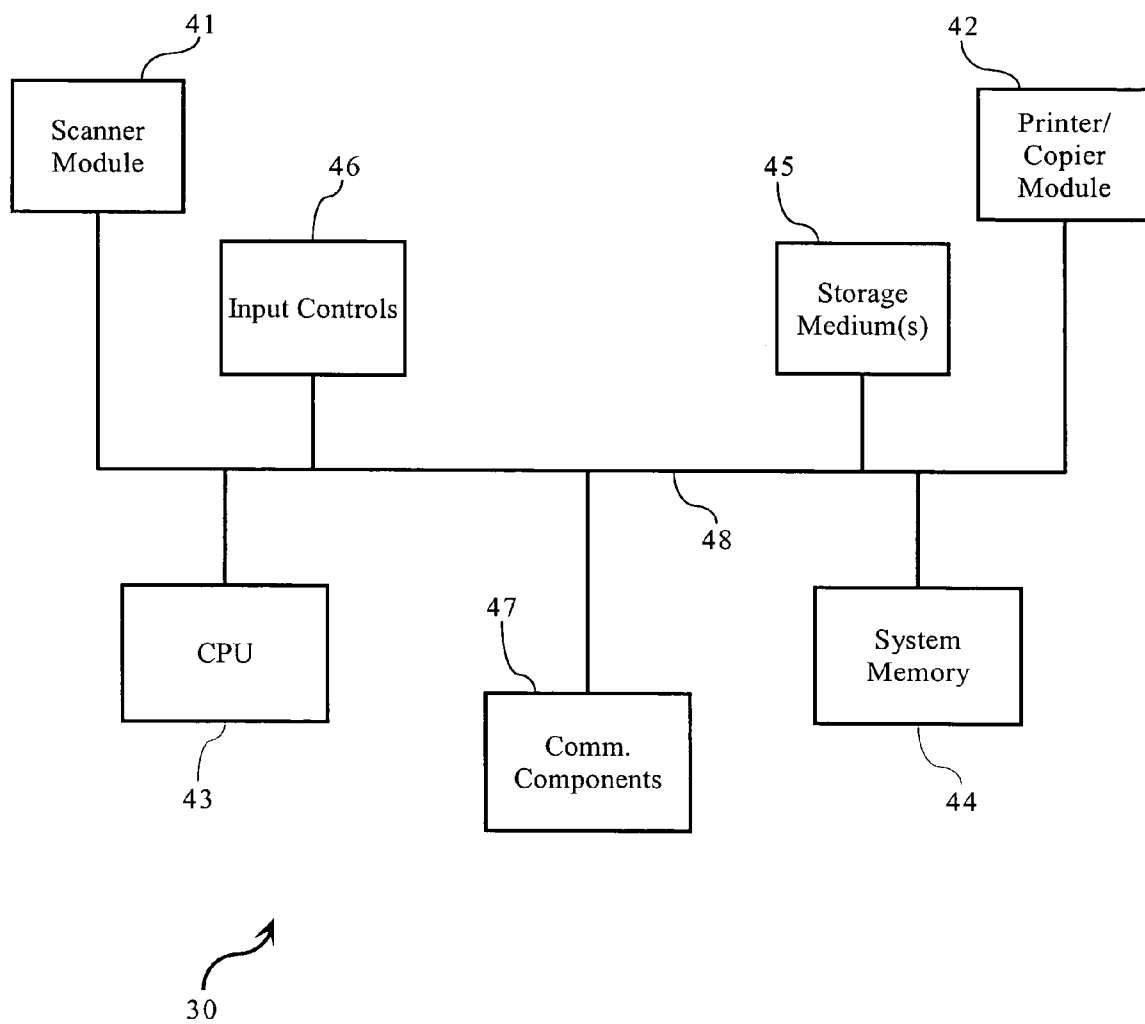 41
42
Scanner
Module
Printer/
Copier
Module
46
45
Input Controls
Storage
Medium(s)
48
CPU
47
System
Memory
Comm.
Components
43
44
30